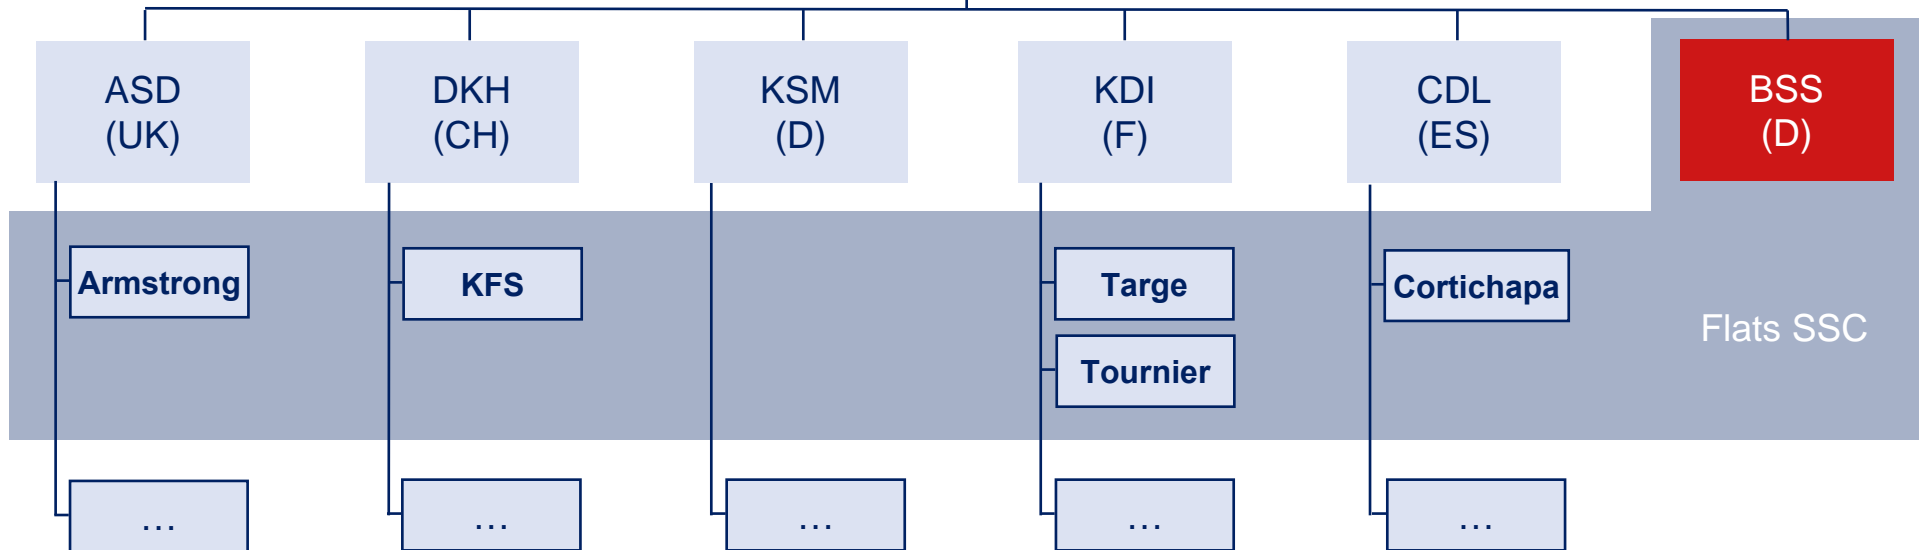 ASD
(UK)
DKH
(CH)
KSM
(D)
KDI
(F)
CDL
(ES)
BSS
(D)
Armstrong
KFS
Targe
Cortichapa
Tournier
Flats SSC
...
...
...
...
...